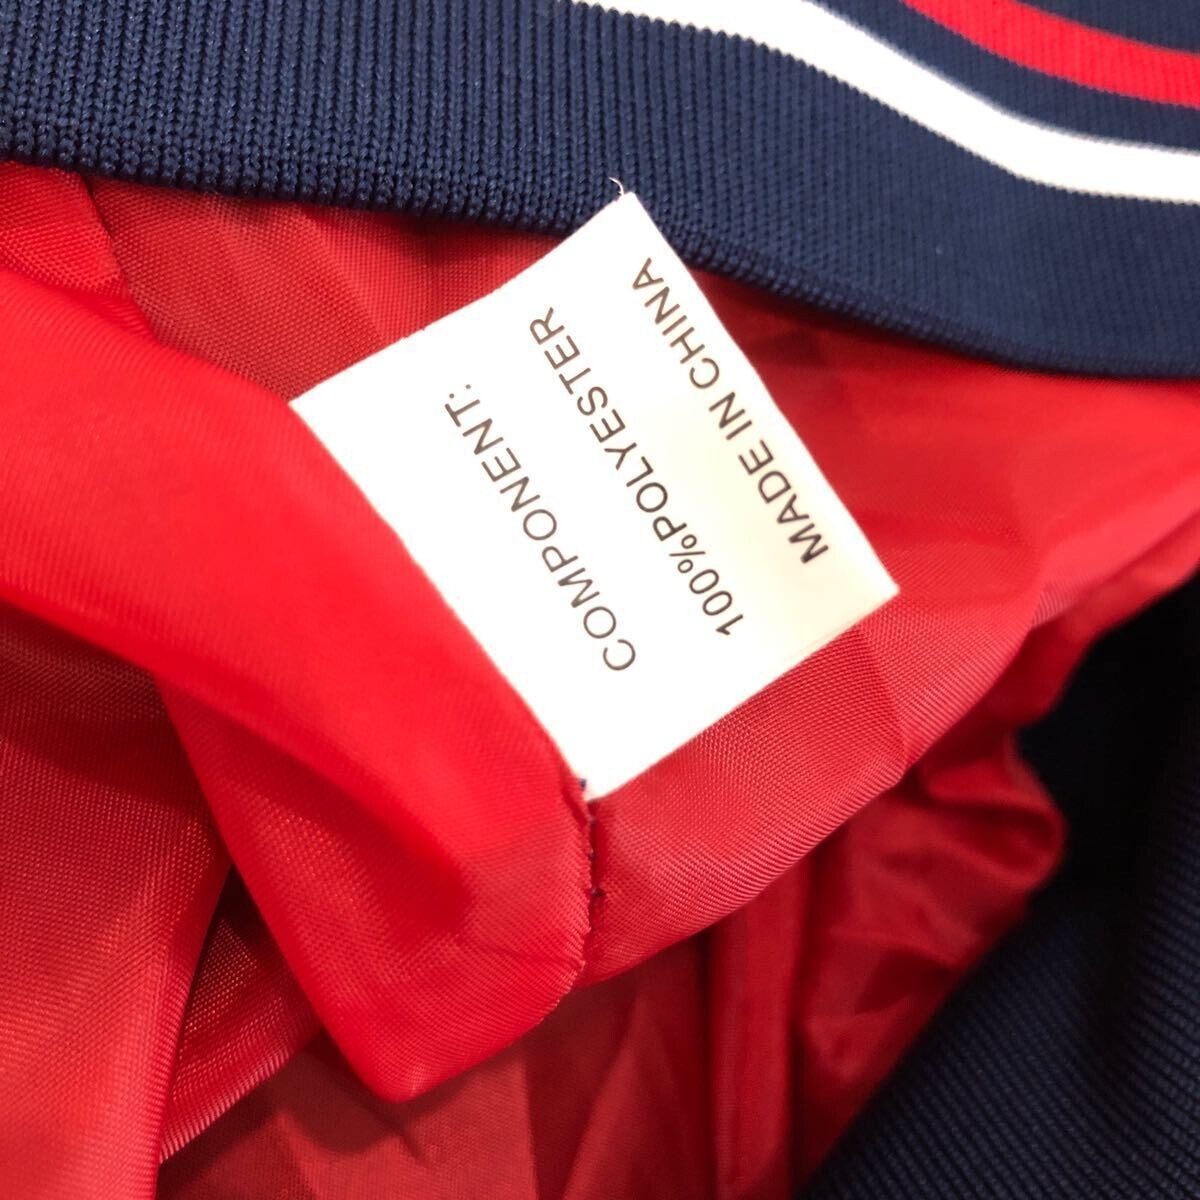 COMPONENT:
100%POLYESTER
MADE IN CHINA